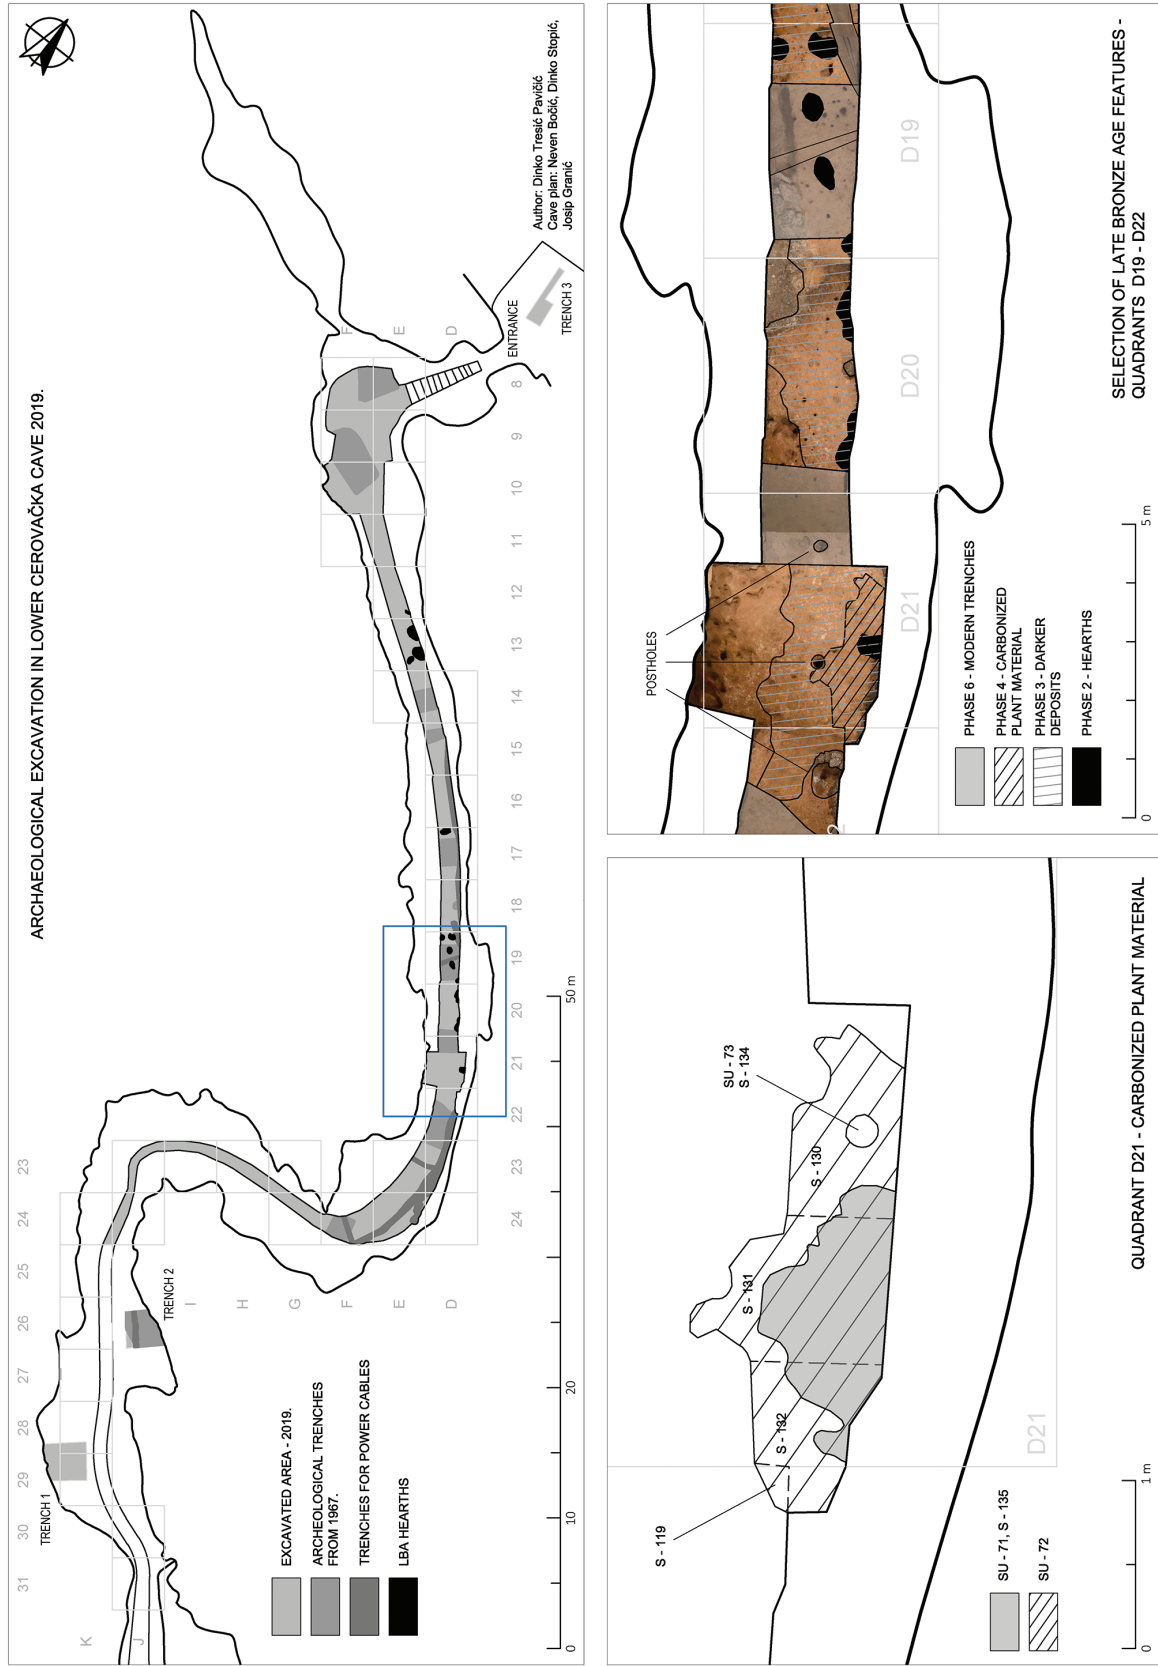 ARCHAEOLOGICAL EXCAVATION IN LOWER CEROVAČKA CAVE 2019.
Author: Dinko Tresić Pavičić
Cave plan: Neven Bočić, Dinko Stopić,
Josip Granić
TRENCH 1
TRENCH 2
TRENCH 3
ENTRANCE
31
30
29
28
27
26
25
24
23
K
J
I
H
G
F
E
D
24
23
22
21
20
19
18
17
16
15
14
13
12
11
10
9
8
F
E
D
EXCAVATED AREA - 2019.
ARCHEOLOGICAL TRENCHES
FROM 1967.
TRENCHES FOR POWER CABLES
LBA HEARTHS
0
10
20
50 m
QUADRANT D21 - CARBONIZED PLANT MATERIAL
S - 119
S - 132
S - 131
S - 130
SU - 73
S - 134
D21
SU - 71, S - 135
SU - 72
0
1 m
SELECTION OF LATE BRONZE AGE FEATURES -
QUADRANTS D19 - D22
POSTHOLES
2
D21
D20
D19
PHASE 6 - MODERN TRENCHES
PHASE 4 - CARBONIZED
PLANT MATERIAL
PHASE 3 - DARKER
DEPOSITS
PHASE 2 - HEARTHS
0
5 m